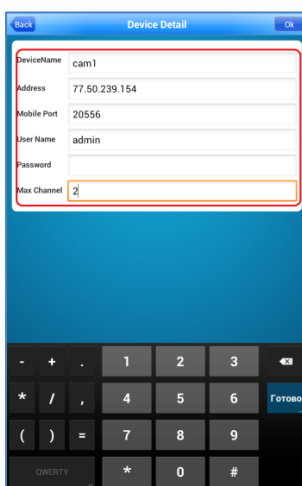 Back Device Detail Ok
DeviceName cam1
Address 77.50.239.154
Mobile Port 20556
User Name admin
Password
Max Channel 2
- + . 1 2 3
* / , 4 5 6 Готово
( ) = 7 8 9
QWERTY * 0 #